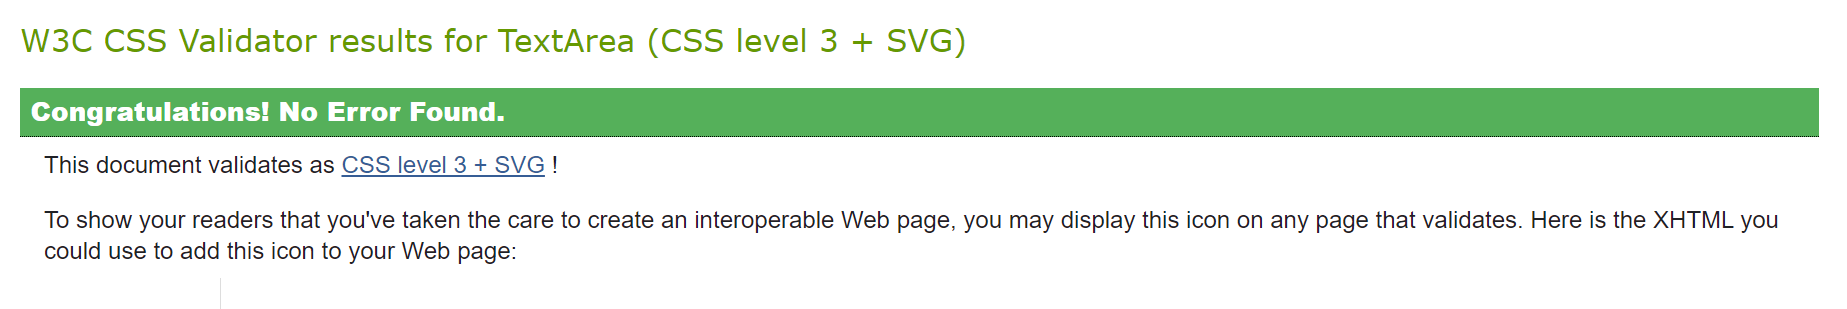 W3C CSS Validator results for TextArea (CSS level 3 + SVG)
Congratulations! No Error Found.
This document validates as CSS level 3 + SVG !
To show your readers that you've taken the care to create an interoperable Web page, you may display this icon on any page that validates. Here is the XHTML you
could use to add this icon to your Web page: